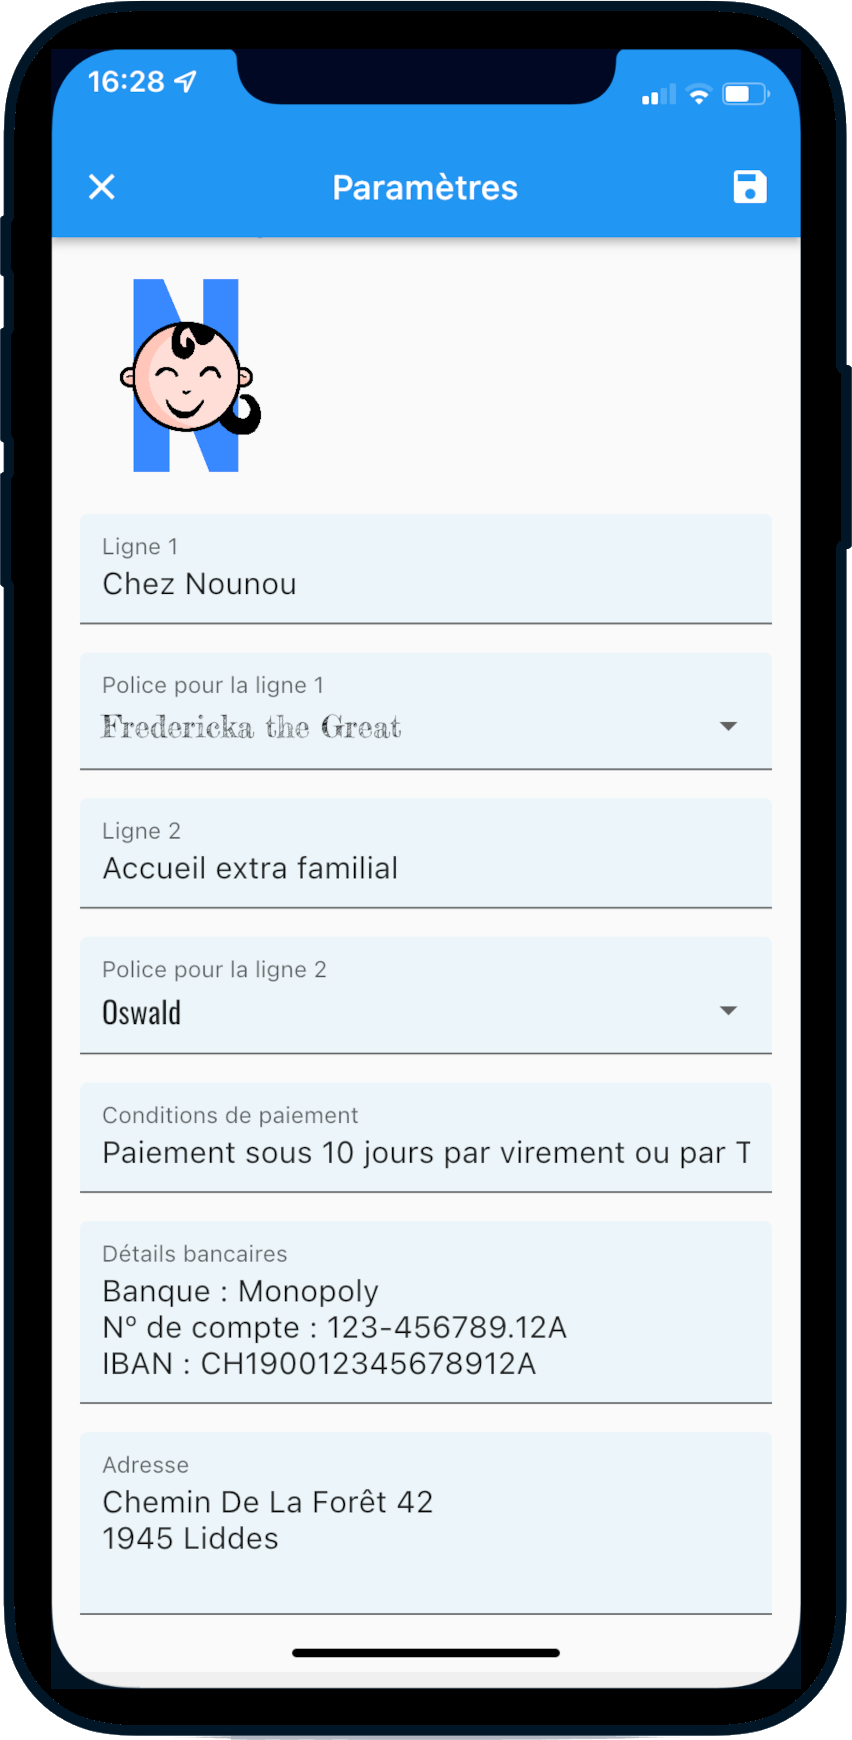 16:28
Paramètres
Ligne 1
Chez Nounou
Police pour la ligne 1
Fredericka the Great
Ligne 2
Accueil extra familial
Police pour la ligne 2
Oswald
Conditions de paiement
Paiement sous 10 jours par virement ou par T
Détails bancaires
Banque : Monopoly
N° de compte : 123-456789.12A
IBAN : CH190012345678912A
Adresse
Chemin De La Forêt 42
1945 Liddes